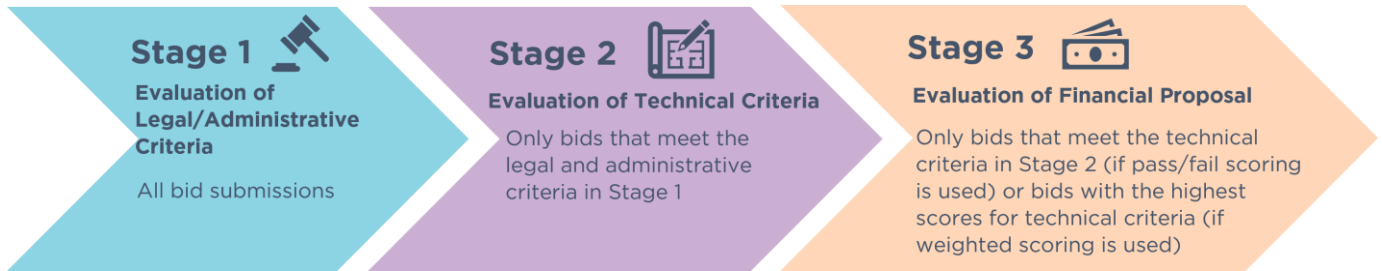 Stage 1
Evaluation of
Legal/Administrative
Criteria
All bid submissions
Stage 2
Evaluation of Technical Criteria
Only bids that meet the
legal and administrative
criteria in Stage 1
Stage 3
Evaluation of Financial Proposal
Only bids that meet the technical
criteria in Stage 2 (if pass/fail scoring
is used) or bids with the highest
scores for technical criteria (if
weighted scoring is used)